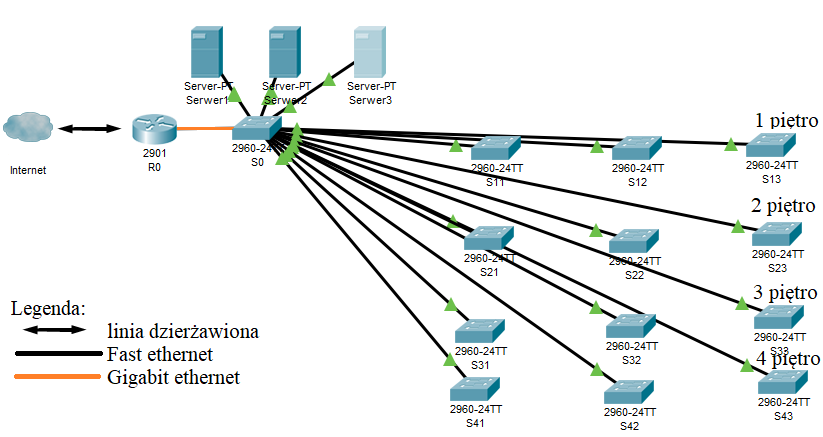 Server-PT
Serwer1
Server-PT
Serwer2
Server-PT
Serwer3
Internet
2901
R0
2960-24
S0
1 piętro
2960-24TT
S11
2960-24TT
S12
2960-24TT
S13
2 piętro
2960-24TT
S21
2960-24TT
S22
2960-24TT
S23
3 piętro
2960-24TT
S31
2960-24TT
S32
2960-24TT
S33
4 piętro
2960-24TT
S41
2960-24TT
S42
2960-24TT
S43
Legenda:
linia dzierżawiona
Fast ethernet
Gigabit ethernet